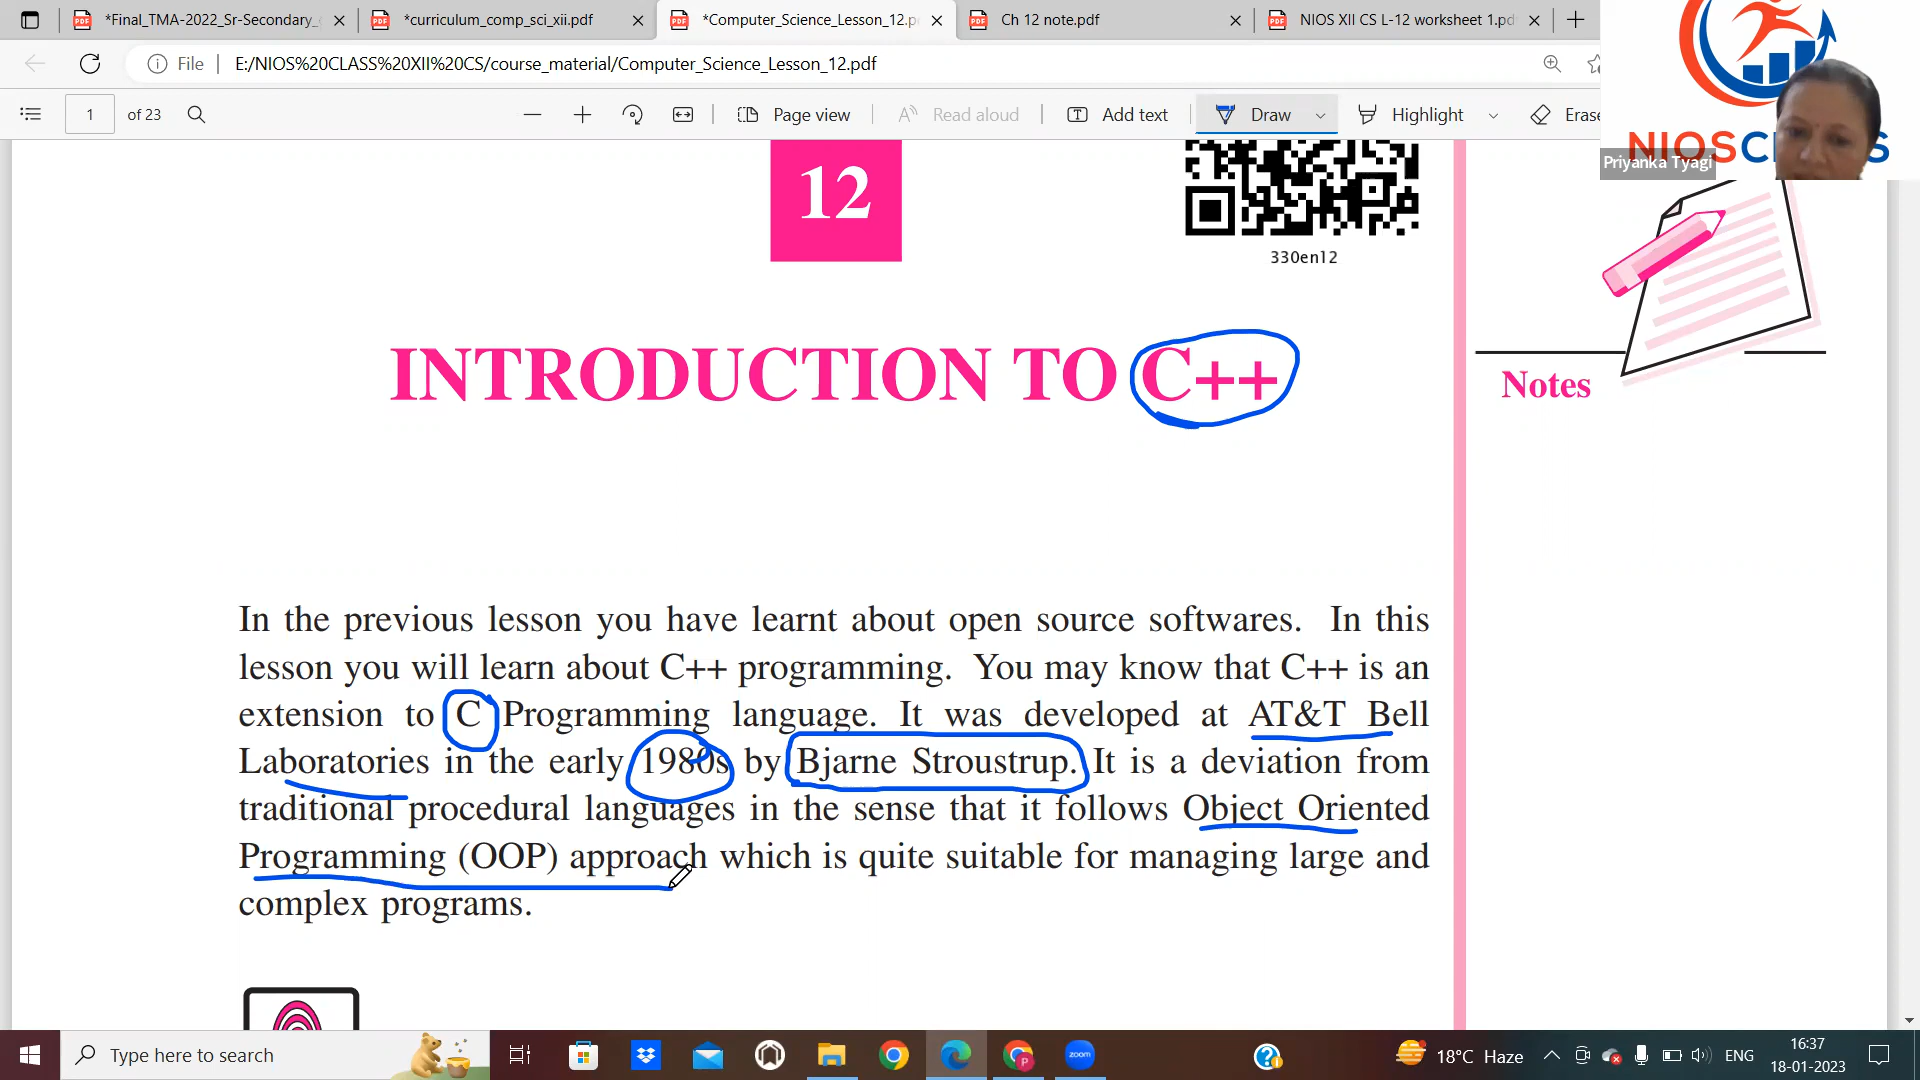 *Final_TMA-2022_Sr-Secondary_
*curriculum_comp_sci_xii.pdf
*Computer_Science_Lesson_12.p
Ch 12 note.pdf
NIOS XII CS L-12 worksheet 1.pd
File
E:/NIOS%20CLASS%20XII%20CS/course_material/Computer_Science_Lesson_12.pdf
1 of 23
Page view
Read aloud
Add text
Draw
Highlight
Eras
NIOSC S
Priyanka Tyagi
12
330en12
INTRODUCTION TO C++
Notes
In the previous lesson you have learnt about open source softwares. In this
lesson you will learn about C++ programming. You may know that C++ is an
extension to C Programming language. It was developed at AT&T Bell
Laboratories in the early 1980s by Bjarne Stroustrup. It is a deviation from
traditional procedural languages in the sense that it follows Object Oriented
Programming (OOP) approach which is quite suitable for managing large and
complex programs.
Type here to search
zoom
18°C Haze
ENG
16:37
18-01-2023